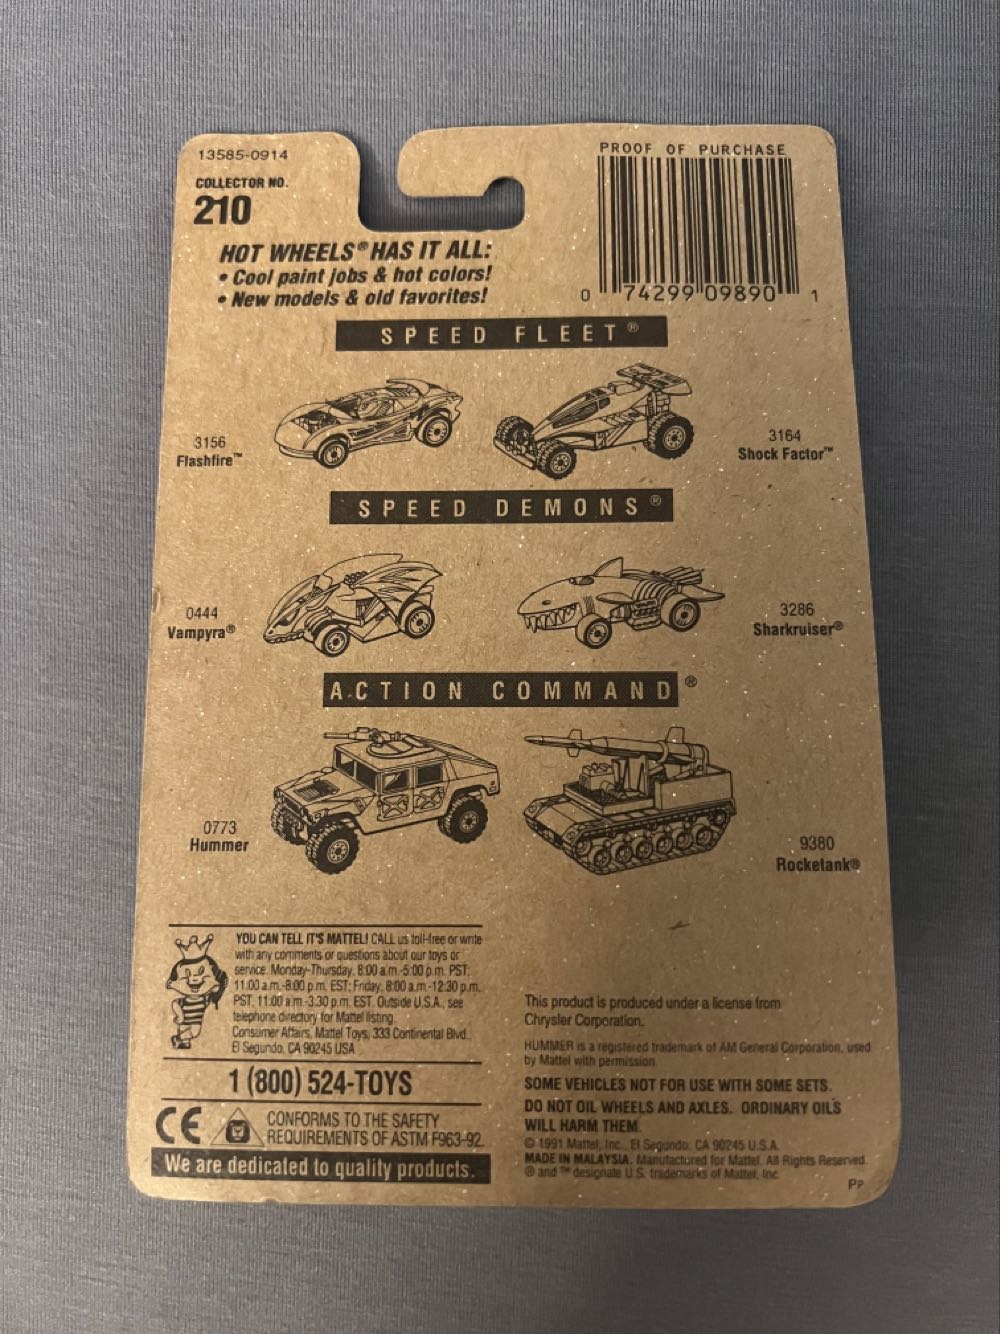 13585-0914
COLLECTOR NO.
210
PROOF OF PURCHASE
0 74299 09890 1
HOT WHEELS® HAS IT ALL:
• Cool paint jobs & hot colors!
• New models & old favorites!
SPEED FLEET®
3156
Flashfire™
3164
Shock Factor™
SPEED DEMONS®
0444
Vampyra®
3286
Sharkruiser®
ACTION COMMAND®
0773
Hummer
9380
Rocketank®
YOU CAN TELL IT'S MATTEL! CALL us toll-free or write
with any comments or questions about our toys or
service. Monday-Thursday, 8:00 a.m.-5:00 p.m. PST;
11:00 a.m.-8:00 p.m. EST; Friday, 8:00 a.m.-12:30 p.m.
PST, 11:00 a.m.-3:30 p.m. EST. Outside U.S.A., see
telephone directory for Mattel listing.
Consumer Affairs, Mattel Toys, 333 Continental Blvd.,
El Segundo, CA 90245 USA
1 (800) 524-TOYS
CE
CONFORMS TO THE SAFETY
REQUIREMENTS OF ASTM F963-92.
We are dedicated to quality products.
This product is produced under a license from
Chrysler Corporation.
HUMMER is a registered trademark of AM General Corporation, used
by Mattel with permission.
SOME VEHICLES NOT FOR USE WITH SOME SETS.
DO NOT OIL WHEELS AND AXLES. ORDINARY OILS
WILL HARM THEM.
© 1991 Mattel, Inc., El Segundo, CA 90245 U.S.A.
MADE IN MALAYSIA. Manufactured for Mattel. All Rights Reserved.
® and ™ designate U.S. trademarks of Mattel, Inc.
PP